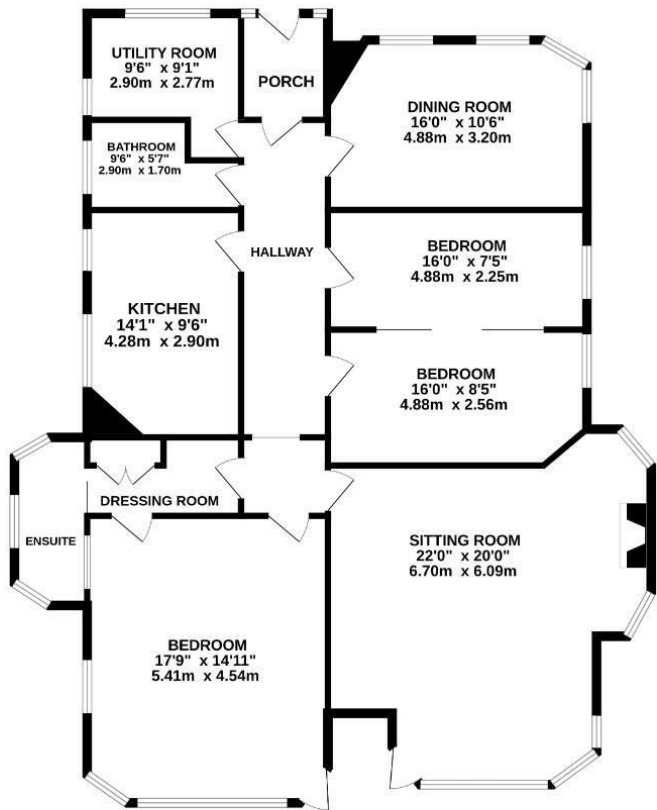 UTILITY ROOM
9'6" x 9'1"
2.90m x 2.77m
PORCH
DINING ROOM
16'0" x 10'6"
4.88m x 3.20m
BATHROOM
9'6" x 5'7"
2.90m x 1.70m
HALLWAY
BEDROOM
16'0" x 7'5"
4.88m x 2.25m
KITCHEN
14'1" x 9'6"
4.28m x 2.90m
BEDROOM
16'0" x 8'5"
4.88m x 2.56m
DRESSING ROOM
ENSUITE
SITTING ROOM
22'0" x 20'0"
6.70m x 6.09m
BEDROOM
17'9" x 14'11"
5.41m x 4.54m